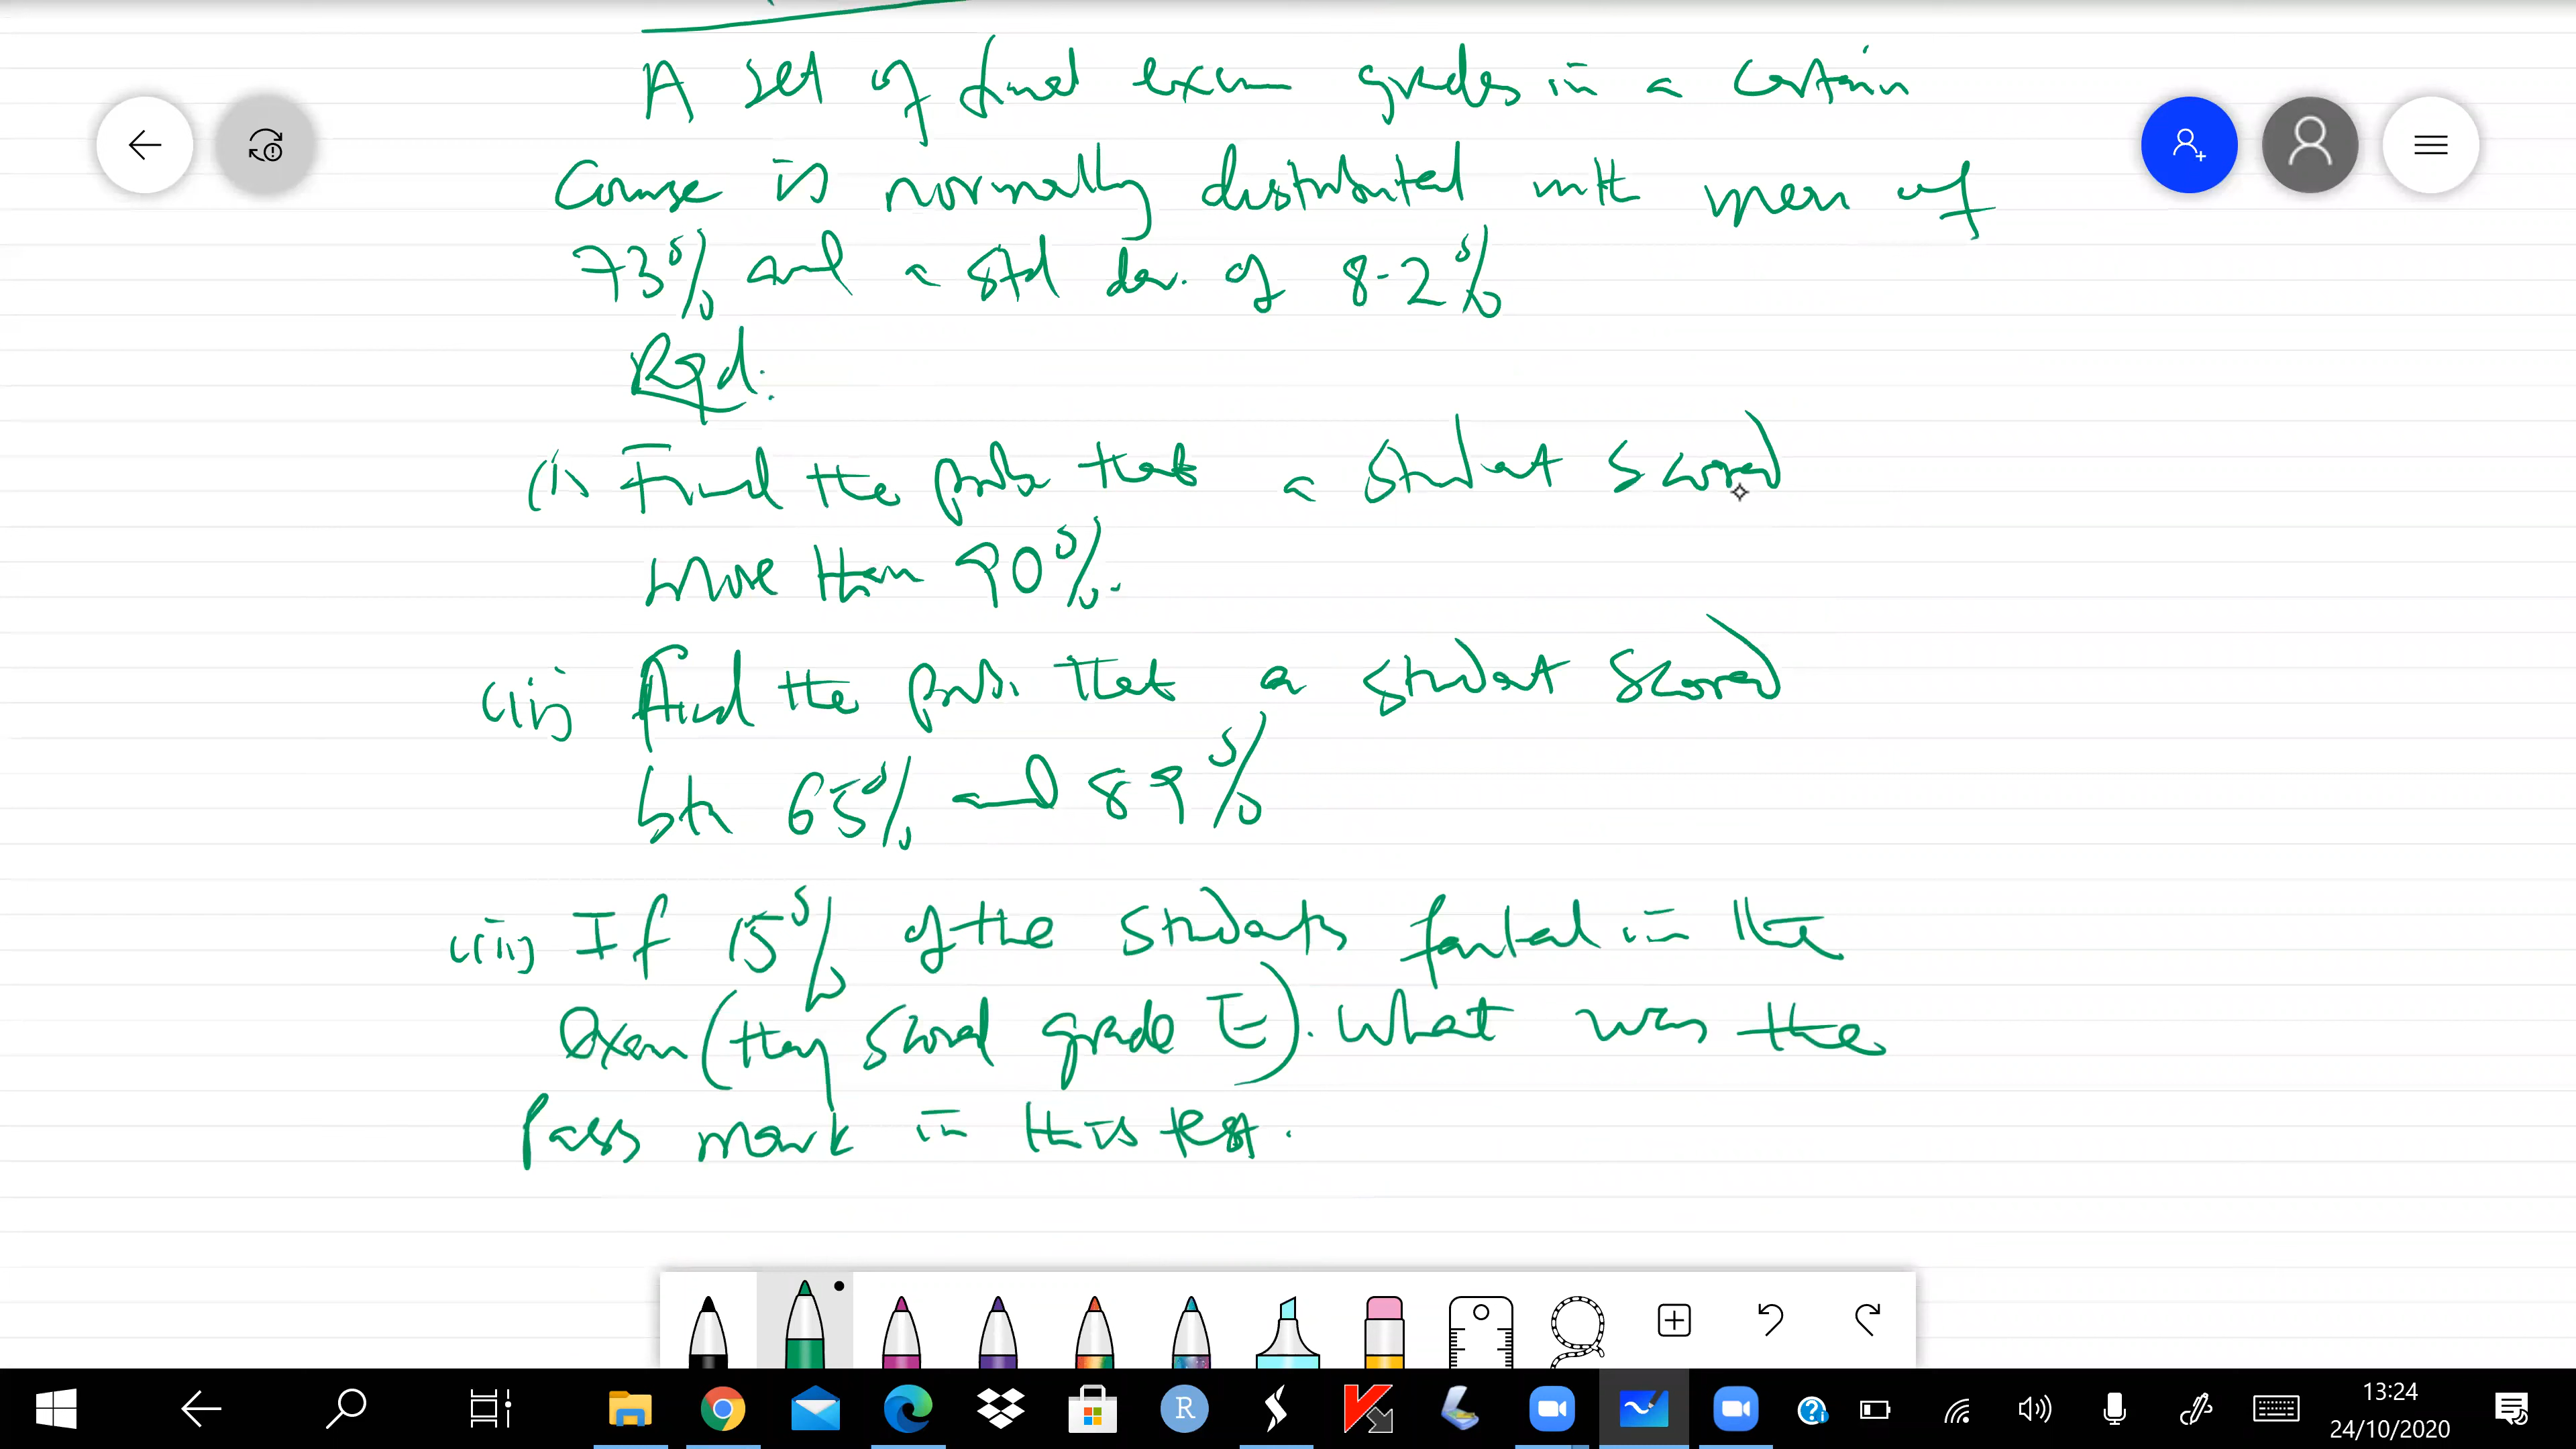 A set of final exam grades in a certain
Course is normally distributed with mean of
73% and a std dev. of 8.2%
Rqd:
(i) Find the prob that a student scored
more than 90%.
(ii) find the prob. that a student scored
btn 65% and 89%
(iii) If 15% of the students failed in the
Exam (they scored grade E). What was the
pass mark in this test.
R
13:24
24/10/2020